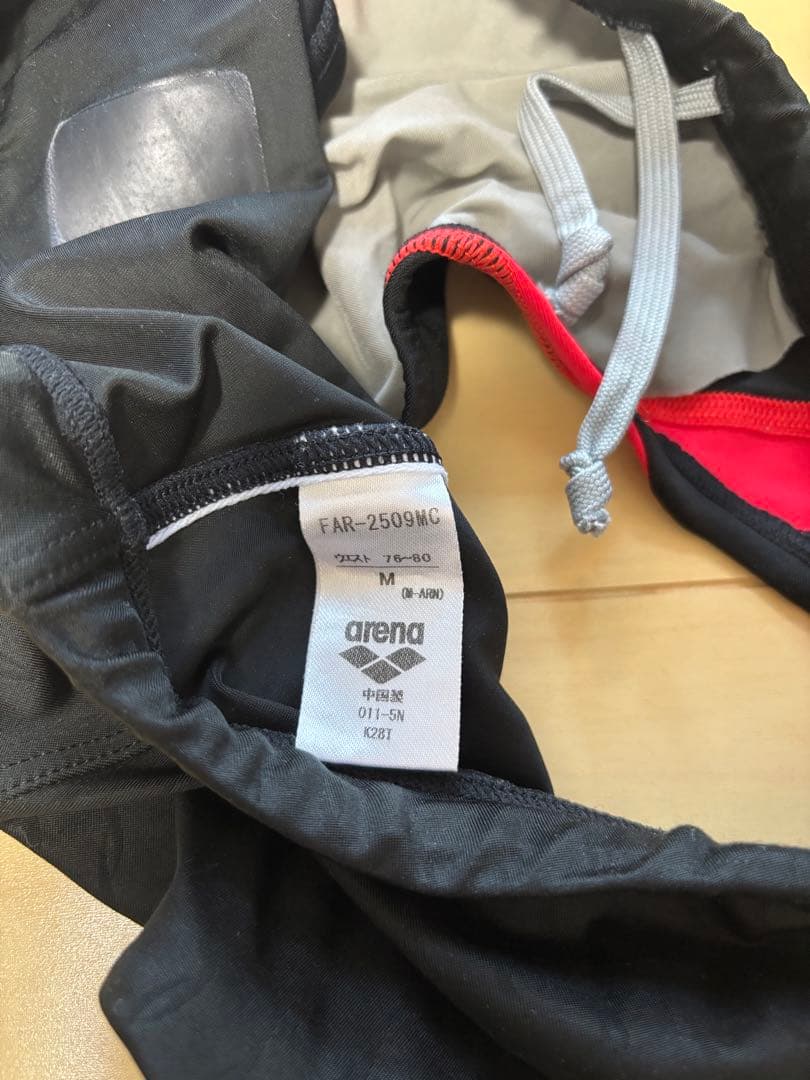 FAR-2509MC
ウエスト 76~80
M
(M-ARN)
arena
中国製
011-5N
K28T